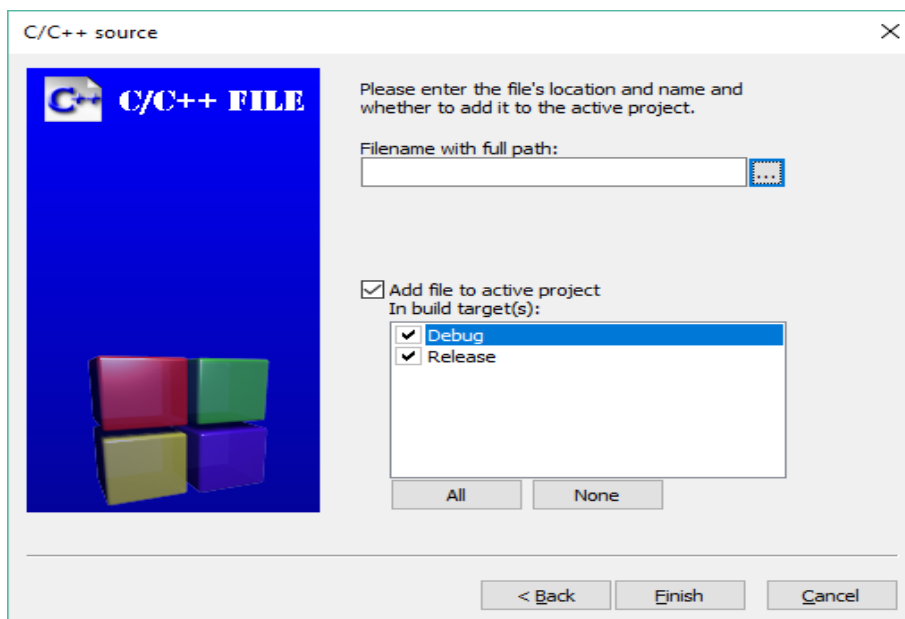 C/C++ source
C++ C/C++ FILE
Please enter the file's location and name and
whether to add it to the active project.
Filename with full path:
...
Add file to active project
In build target(s):
Debug
Release
All None
< Back Finish Cancel